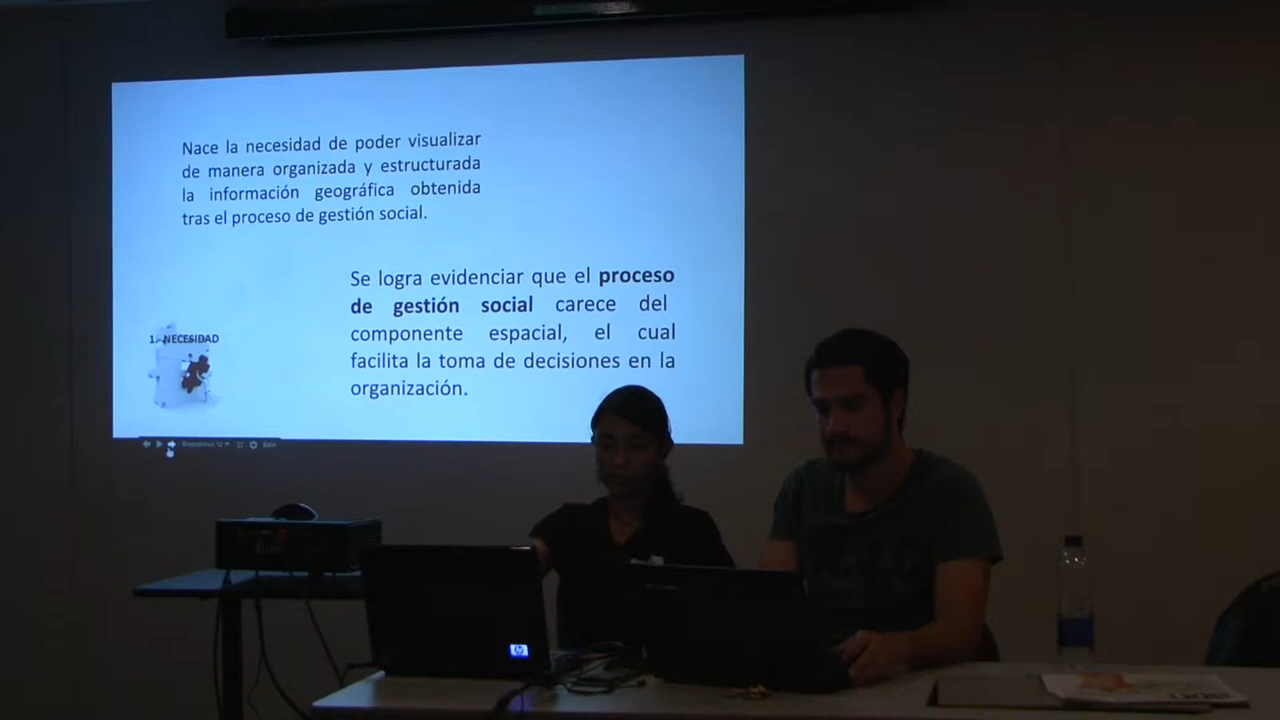 Nace la necesidad de poder visualizar
de manera organizada y estructurada
la información geográfica obtenida
tras el proceso de gestión social.
Se logra evidenciar que el proceso
de gestión social carece del
componente espacial, el cual
facilita la toma de decisiones en la
organización.
1. NECESIDAD
hp